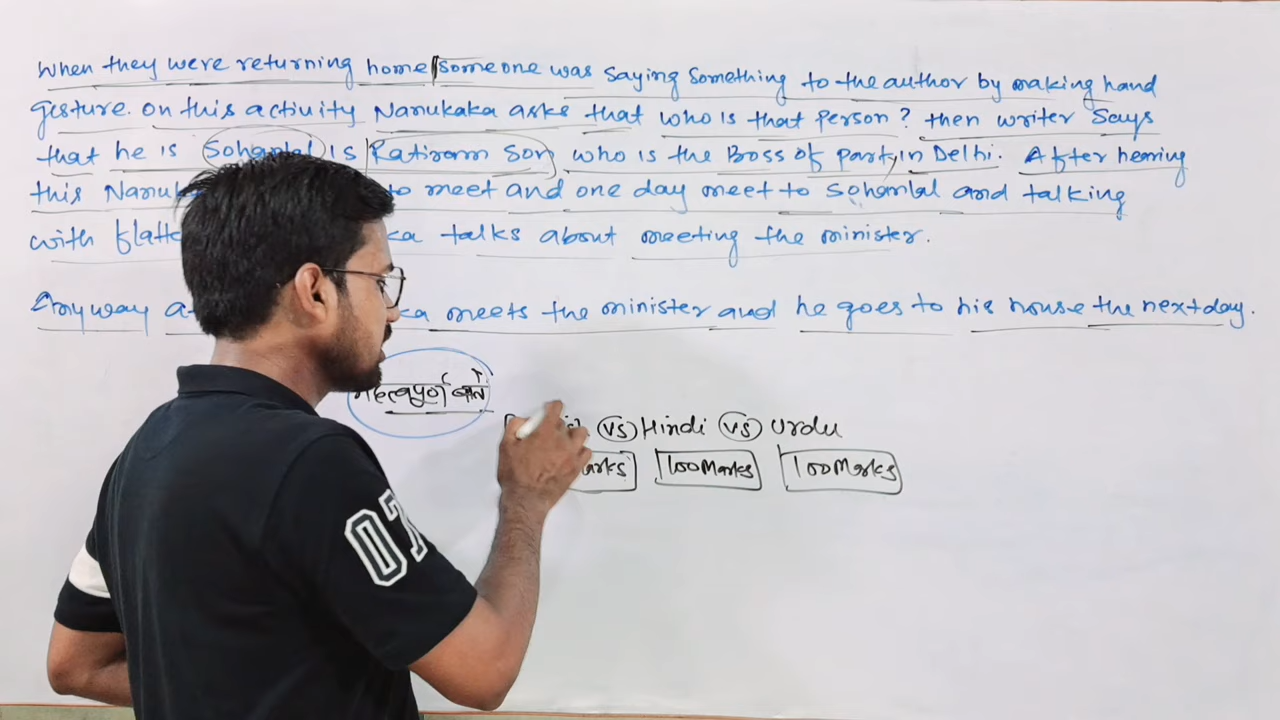 When they were returning home someone was saying something to the author by making hand
gesture. on this activity Nanukaka asks that who is that person? then writer says
that he is Sohanlal is Ratiram son who is the Boss of party in Delhi. After hearing
this to meet and one day meet to Sohanlal and talking
with talks about meeting the minister.
Anyway meets the minister and he goes to his house the next day.
महत्वपूर्ण बातें
VS Hindi VS Urdu
100 Marks 100 Marks
07